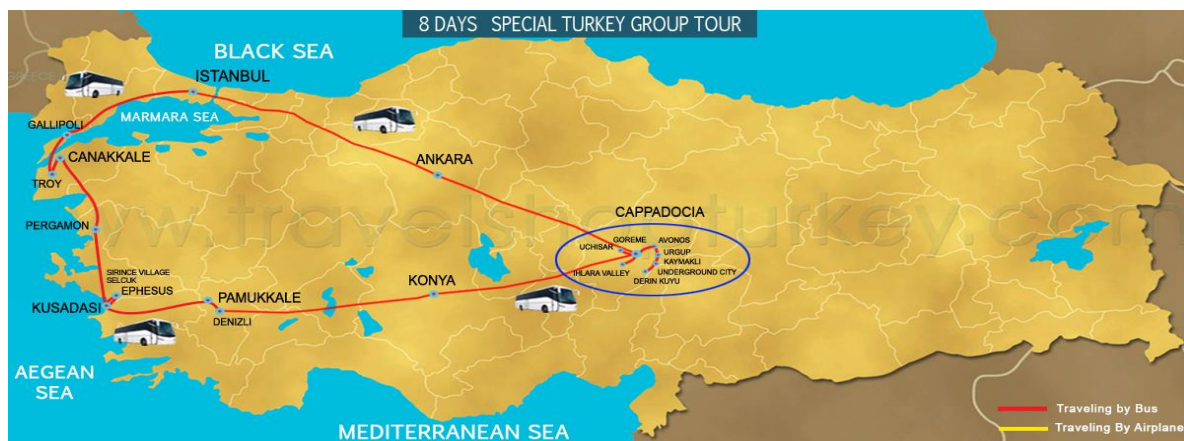 8 DAYS SPECIAL TURKEY GROUP TOUR
BLACK SEA
GREECE
ISTANBUL
MARMARA SEA
GALLIPOLI
CANAKKALE
TROY
ANKARA
CAPPADOCIA
PERGAMON
GOREME
AVONOS
UCHISAR
URGUP
KAYMAKLI
IHLARA VALLEY
UNDERGROUND CITY
DERIN KUYU
SIRINCE VILLAGE
SELCUK
EPHESUS
KUSADASI
PAMUKKALE
DENIZLI
KONYA
AEGEAN
SEA
MEDITERRANEAN SEA
Traveling by Bus
Traveling By Airplane